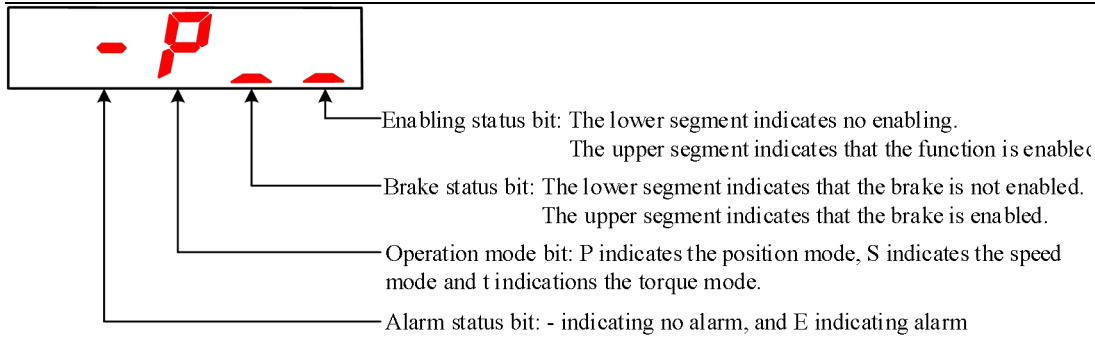 - P _ _
Enabling status bit: The lower segment indicates no enabling.
The upper segment indicates that the function is enabled
Brake status bit: The lower segment indicates that the brake is not enabled.
The upper segment indicates that the brake is enabled.
Operation mode bit: P indicates the position mode, S indicates the speed
mode and t indications the torque mode.
Alarm status bit: - indicating no alarm, and E indicating alarm